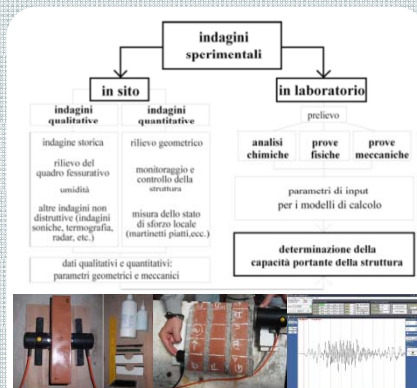 indagini
sperimentali
in sito
in laboratorio
indagini
qualitative
indagini
quantitative
indagine storica
rilievo del
quadro fessurativo
umidità
altre indagini non
distruttive (indagini
soniche, termografia,
radar, etc.)
rilievo geometrico
monitoraggio e
controllo della
struttura
misura dello stato
di sforzo locale
(martinetti piatti,ecc.)
dati qualitativi e quantitativi:
parametri geometrici e meccanici
prelievo
analisi
chimiche
prove
fisiche
prove
meccaniche
parametri di input
per i modelli di calcolo
determinazione della
capacità portante della struttura